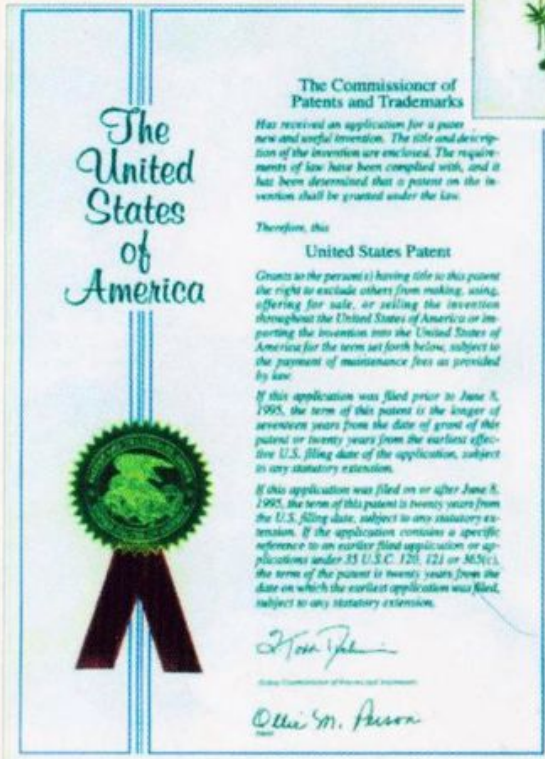 The
United
States
of
America
The Commissioner of
Patents and Trademarks
Has received an application for a patent
new and useful invention. The title and descrip-
tion of the invention are enclosed. The require-
ments of law have been complied with, and it
has been determined that a patent on the in-
vention shall be granted under the law.
Therefore, this
United States Patent
Grants to the person(s) having title to this patent
the right to exclude others from making, using,
offering for sale, or selling the invention
throughout the United States of America or im-
porting the invention into the United States of
America for the term set forth below, subject to
the payment of maintenance fees as provided
by law.
If this application was filed prior to June 8,
1995, the term of this patent is the longer of
seventeen years from the date of grant of this
patent or twenty years from the earliest effec-
tive U.S. filing date of the application, subject
to any statutory extension.
If this application was filed on or after June 8,
1995, the term of this patent is twenty years from
the U.S. filing date, subject to any statutory ex-
tension. If the application contains a specific
reference to an earlier filed application or ap-
plications under 35 U.S.C. 120, 121 or 365(c),
the term of the patent is twenty years from the
date on which the earliest application was filed,
subject to any statutory extension.
Acting Commissioner of Patents and Trademarks
Ollie M. Person